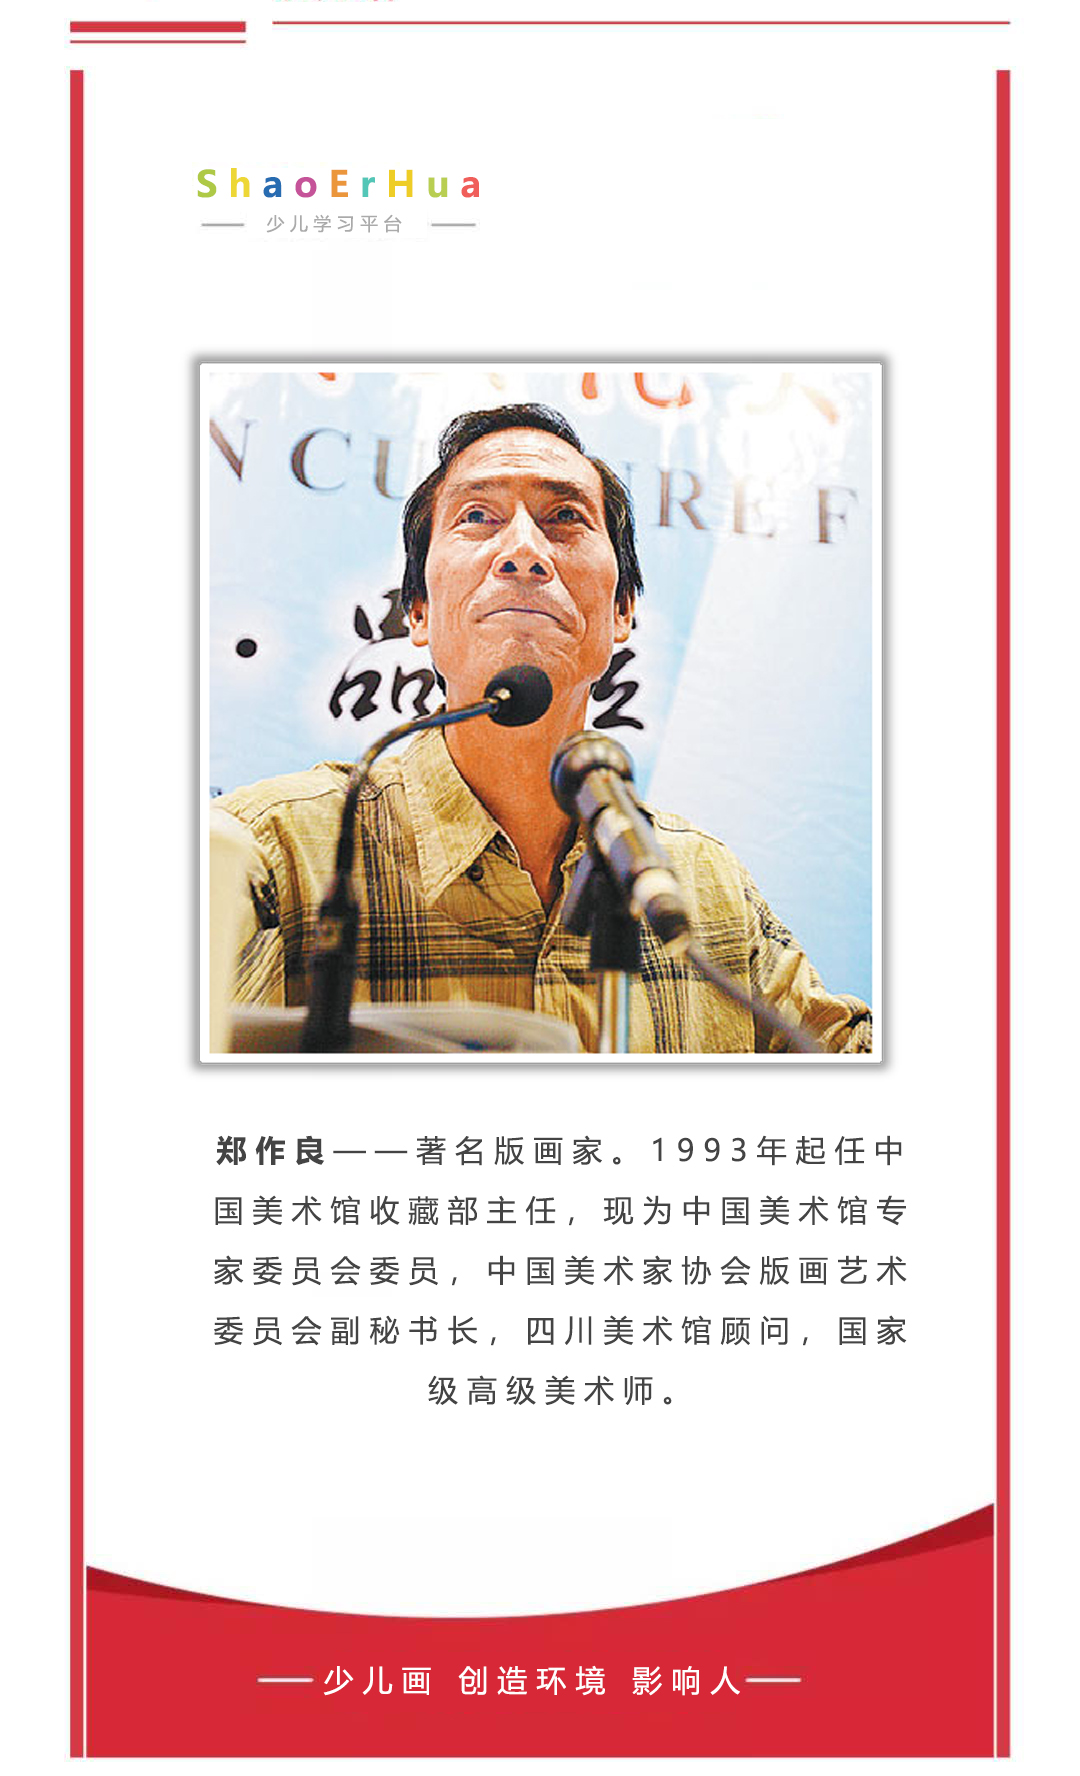 ShaoErHua
少儿学习平台
N CU URE F
郑作良——著名版画家。1993年起任中
国美术馆收藏部主任，现为中国美术馆专
家委员会委员，中国美术家协会版画艺术
委员会副秘书长，四川美术馆顾问，国家
级高级美术师。
少儿画 创造环境 影响人